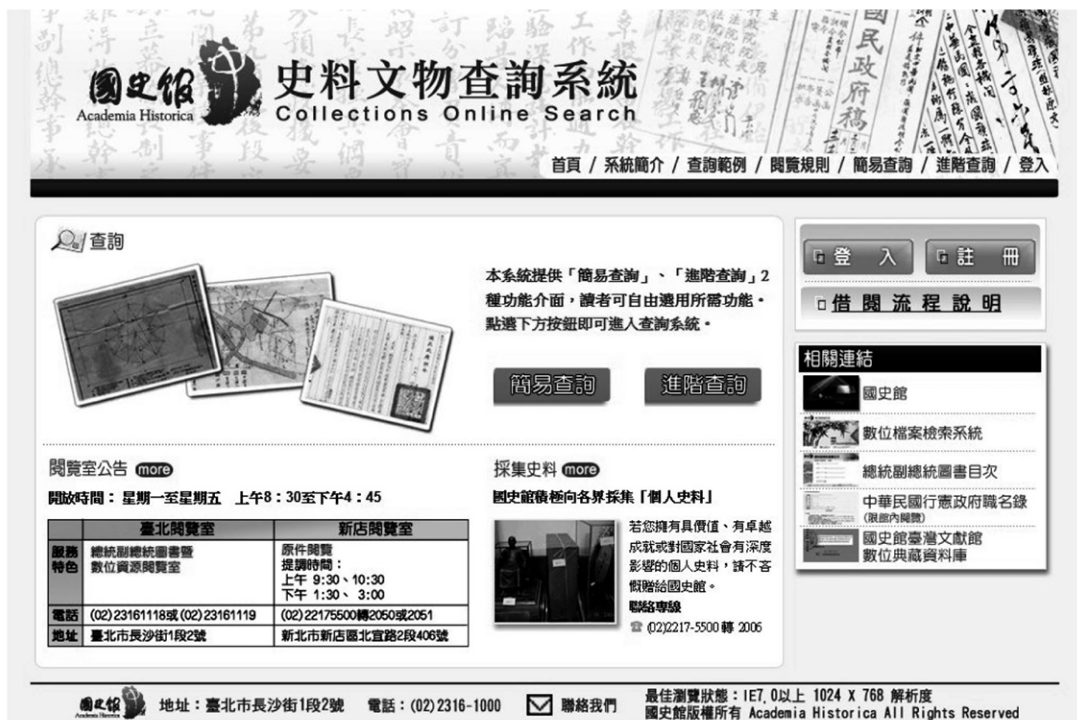 國史館
Academia Historica
史料文物查詢系統
Collections Online Search
國民政府稿
首頁 / 系統簡介 / 查詢範例 / 閱覽規則 / 簡易查詢 / 進階查詢 / 登入
查詢
本系統提供「簡易查詢」、「進階查詢」2
種功能介面，讀者可自由選用所需功能。
點選下方按鈕即可進入查詢系統。
簡易查詢
進階查詢
閱覽室公告 more
開放時間： 星期一至星期五 上午8：30至下午4：45
臺北閱覽室 新店閱覽室
服務特色 總統副總統圖書暨
數位資源閱覽室
原件閱覽
提調時間：
上午 9:30、10:30
下午 1:30、 3:00
電話 (02)23161118或(02)23161119 (02)22175500轉2050或2051
地址 臺北市長沙街1段2號 新北市新店區北宜路2段406號
採集史料 more
國史館積極向各界採集「個人史料」
若您擁有具價值、有卓越
成就或對國家社會有深度
影響的個人史料，請不吝
慨贈給國史館。
聯絡專線
☎ (02)2217-5500 轉 2006
登 入
註 冊
借 閱 流 程 說 明
相關連結
國史館
數位檔案檢索系統
總統副總統圖書目次
中華民國行憲政府職名錄
(限館內閱覽)
國史館臺灣文獻館
數位典藏資料庫
國史館
Academia Historica
地址：臺北市長沙街1段2號 電話：(02)2316-1000 聯絡我們
最佳瀏覽狀態：IE7.0以上 1024 X 768 解析度
國史館版權所有 Academia Historica All Rights Reserved